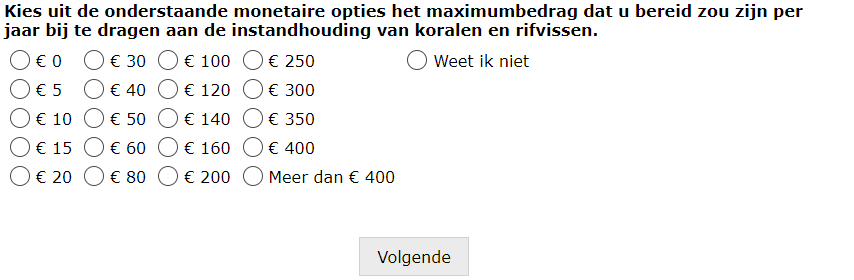 Kies uit de onderstaande monetaire opties het maximumbedrag dat u bereid zou zijn per
jaar bij te dragen aan de instandhouding van koralen en rifvissen.
€ 0 € 30 € 100 € 250 Weet ik niet
€ 5 € 40 € 120 € 300
€ 10 € 50 € 140 € 350
€ 15 € 60 € 160 € 400
€ 20 € 80 € 200 Meer dan € 400
Volgende